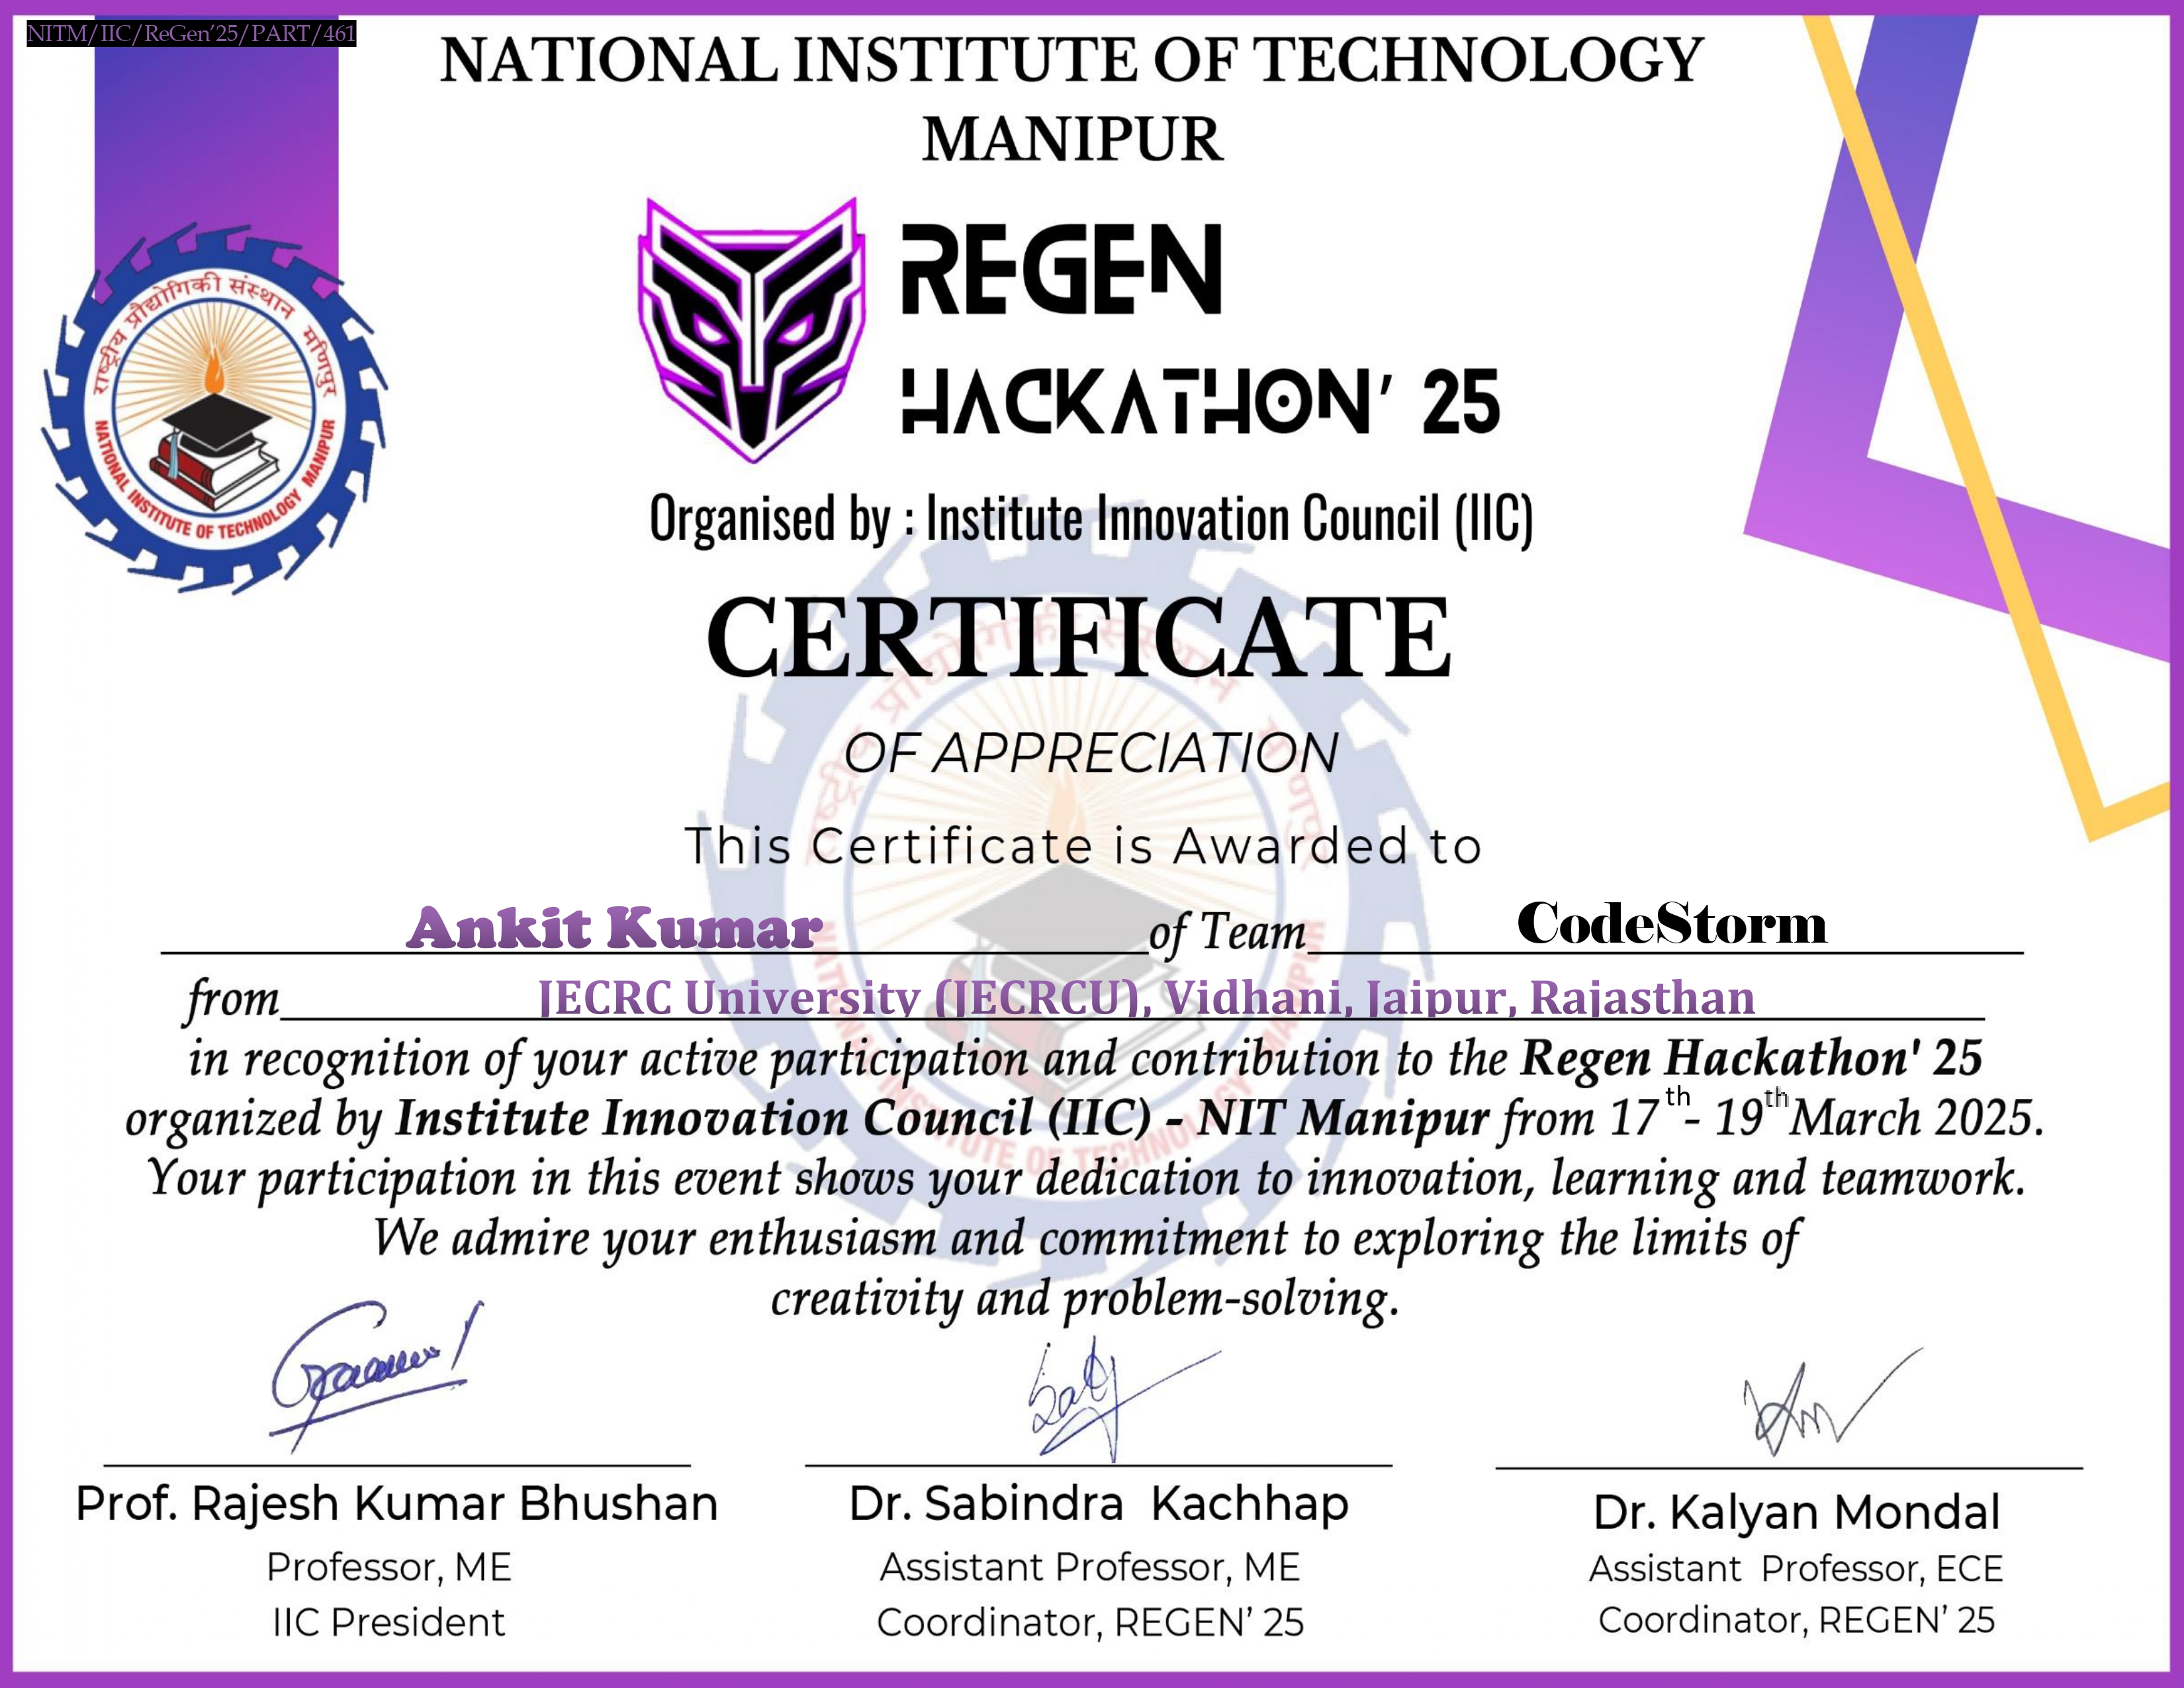 NITM/IIC/ReGen'25/PART/461
NATIONAL INSTITUTE OF TECHNOLOGY
MANIPUR
राष्ट्रीय प्रौद्योगिकी संस्थान मणिपुर
NATIONAL INSTITUTE OF TECHNOLOGY MANIPUR
REGEN
HACKATHON' 25
Organised by : Institute Innovation Council (IIC)
CERTIFICATE
OF APPRECIATION
This Certificate is Awarded to
Ankit Kumar of Team CodeStorm
from JECRC University (JECRCU), Vidhani, Jaipur, Rajasthan
in recognition of your active participation and contribution to the Regen Hackathon' 25
organized by Institute Innovation Council (IIC) - NIT Manipur from 17th - 19th March 2025.
Your participation in this event shows your dedication to innovation, learning and teamwork.
We admire your enthusiasm and commitment to exploring the limits of
creativity and problem-solving.
Prof. Rajesh Kumar Bhushan
Professor, ME
IIC President
Dr. Sabindra Kachhap
Assistant Professor, ME
Coordinator, REGEN' 25
Dr. Kalyan Mondal
Assistant Professor, ECE
Coordinator, REGEN' 25